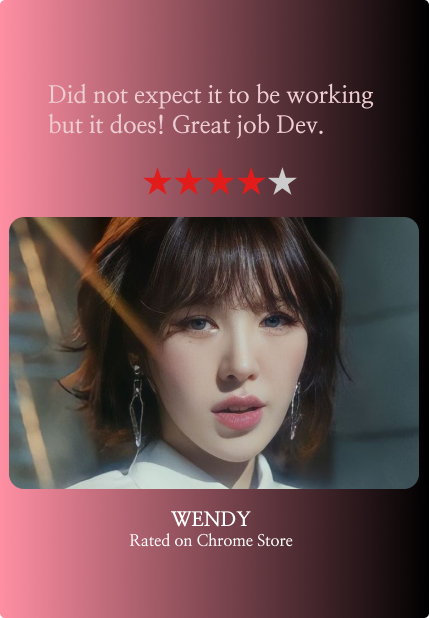 Did not expect it to be working
but it does! Great job Dev.
WENDY
Rated on Chrome Store